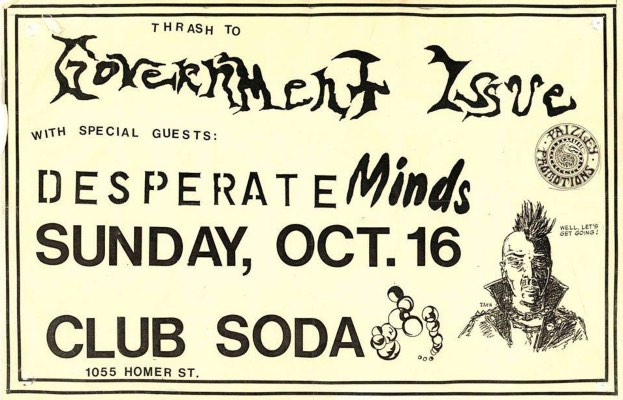 THRASH TO
GOVERNMENT ISSUE
WITH SPECIAL GUESTS:
PAIZLEY PROMOTIONS
DESPERATE Minds
SUNDAY, OCT. 16
WELL, LET'S
GET GOING!
CLUB SODA
1055 HOMER ST.